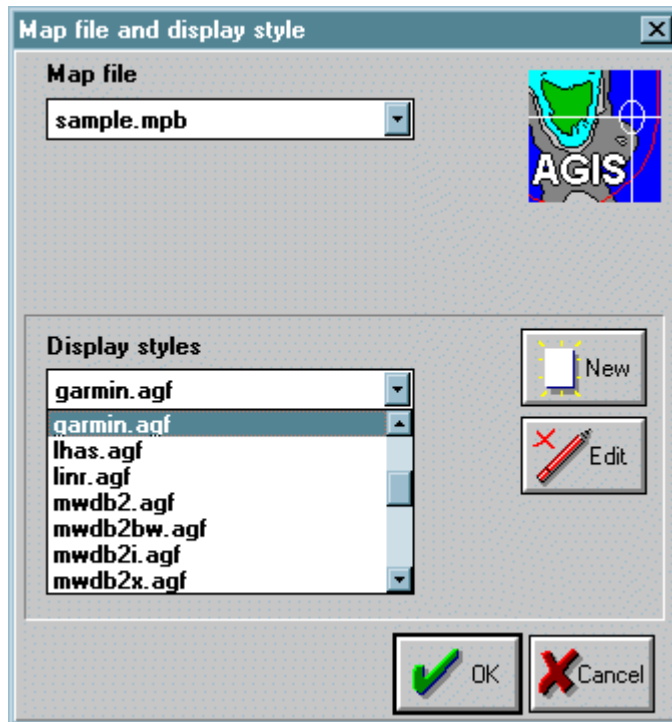 Map file and display style
Map file
sample.mpb
AGIS
Display styles
garmin.agf
garmin.agf
lhas.agf
linr.agf
mwdb2.agf
mwdb2bw.agf
mwdb2i.agf
mwdb2x.agf
New
Edit
OK
Cancel